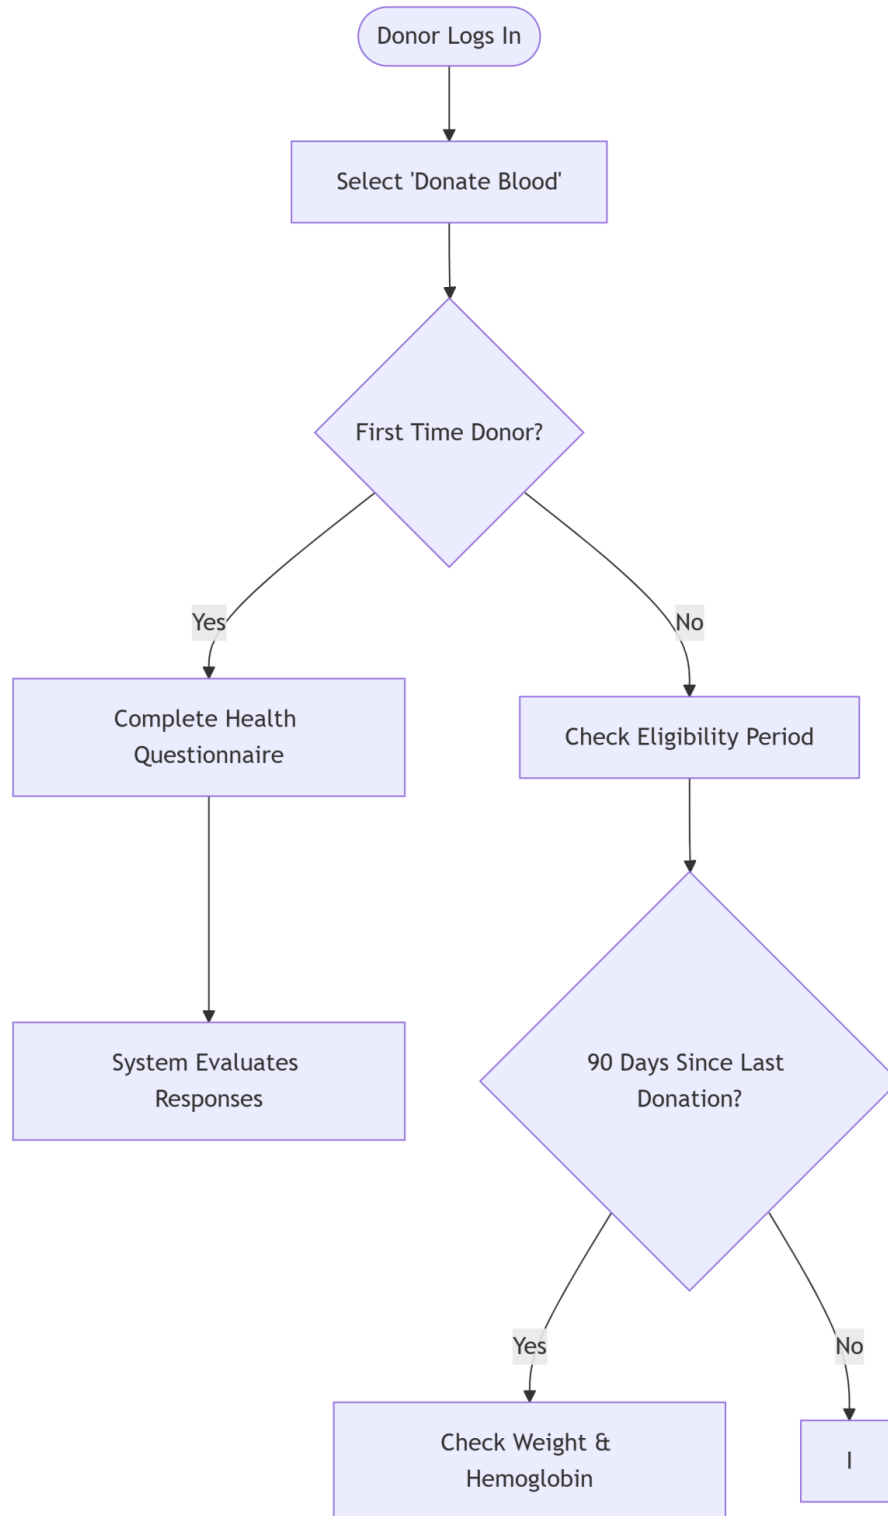 Donor Logs In
Select 'Donate Blood'
First Time Donor?
Yes
No
Complete Health
Questionnaire
Check Eligibility Period
System Evaluates
Responses
90 Days Since Last
Donation?
Yes
No
Check Weight &
Hemoglobin
I